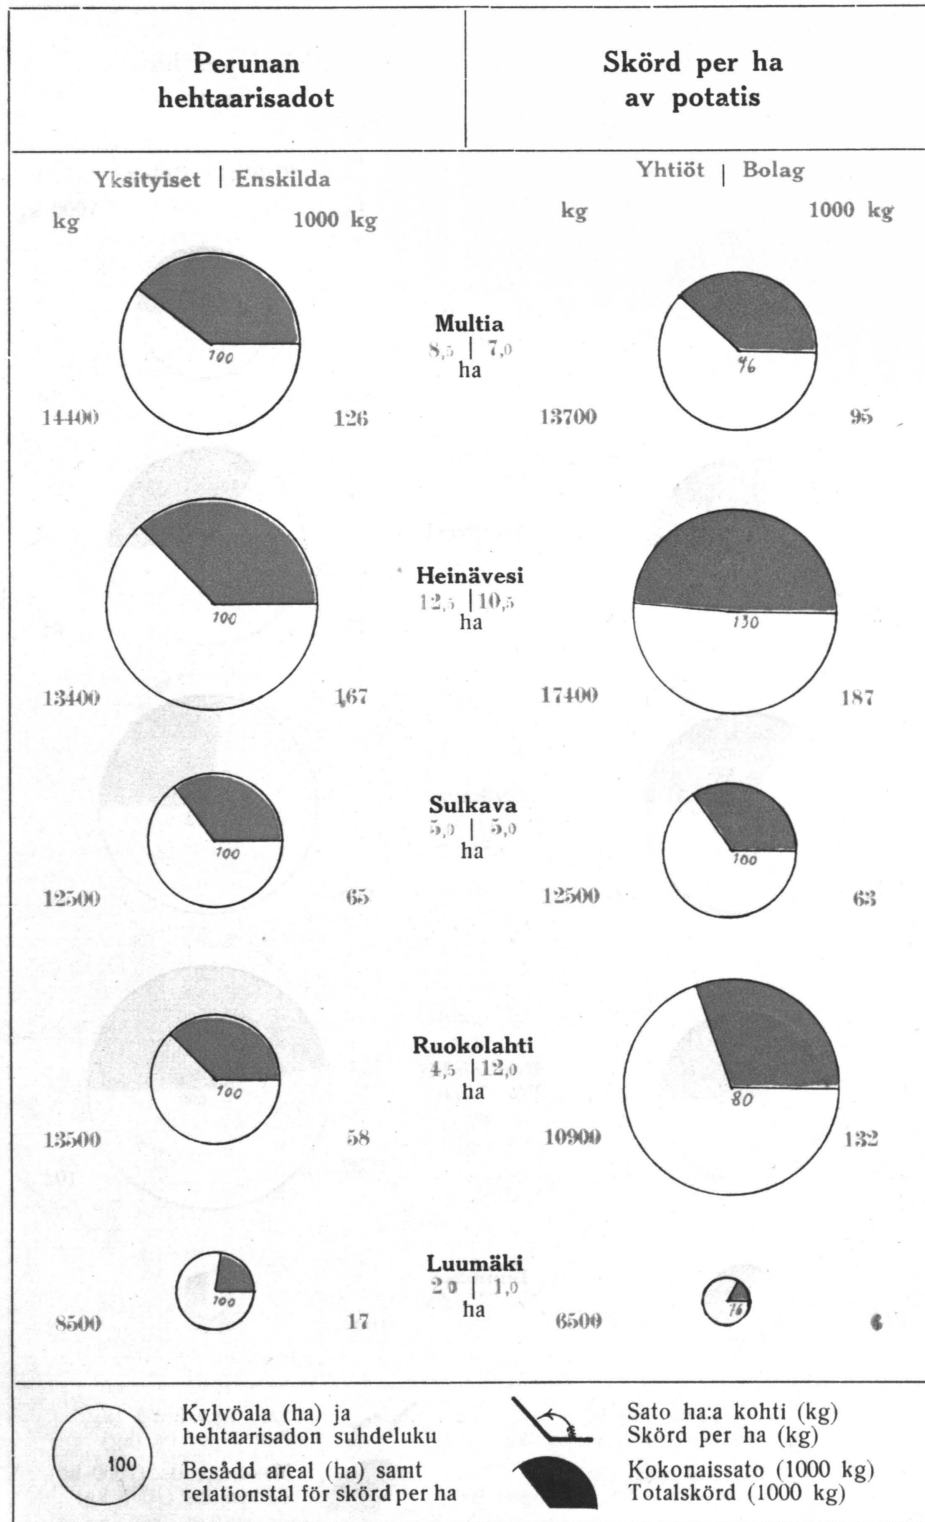 Perunan
hehtaarisadot
Skörd per ha
av potatis
Yksityiset | Enskilda
Yhtiöt | Bolag
kg 1000 kg
kg 1000 kg
100
Multia
8,5 | 7,0
ha
96
14400 126
13700 95
100
Heinävesi
12,5 | 10,5
ha
130
13400 167
17400 187
100
Sulkava
5,0 | 5,0
ha
100
12500 65
12500 63
100
Ruokolahti
4,5 | 12,0
ha
80
13500 58
10900 132
100
Luumäki
2 0 | 1,0
ha
76
8500 17
6500
100
Kylvöala (ha) ja
hehtaarisadon suhdeluku
Besådd areal (ha) samt
relationstal för skörd per ha
Sato ha:a kohti (kg)
Skörd per ha (kg)
Kokonaissato (1000 kg)
Totalskörd (1000 kg)